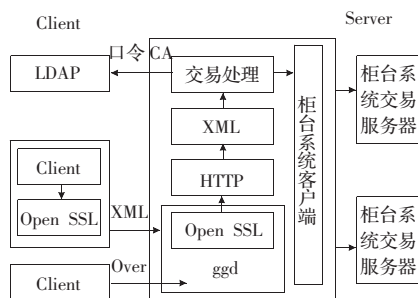 Client
Server
口令 CA
LDAP
交易处理
柜台系统客户端
柜台系
统交易
服务器
XML
Client
HTTP
Open SSL
XML
Open SSL
柜台系
统交易
服务器
Over
ggd
Client